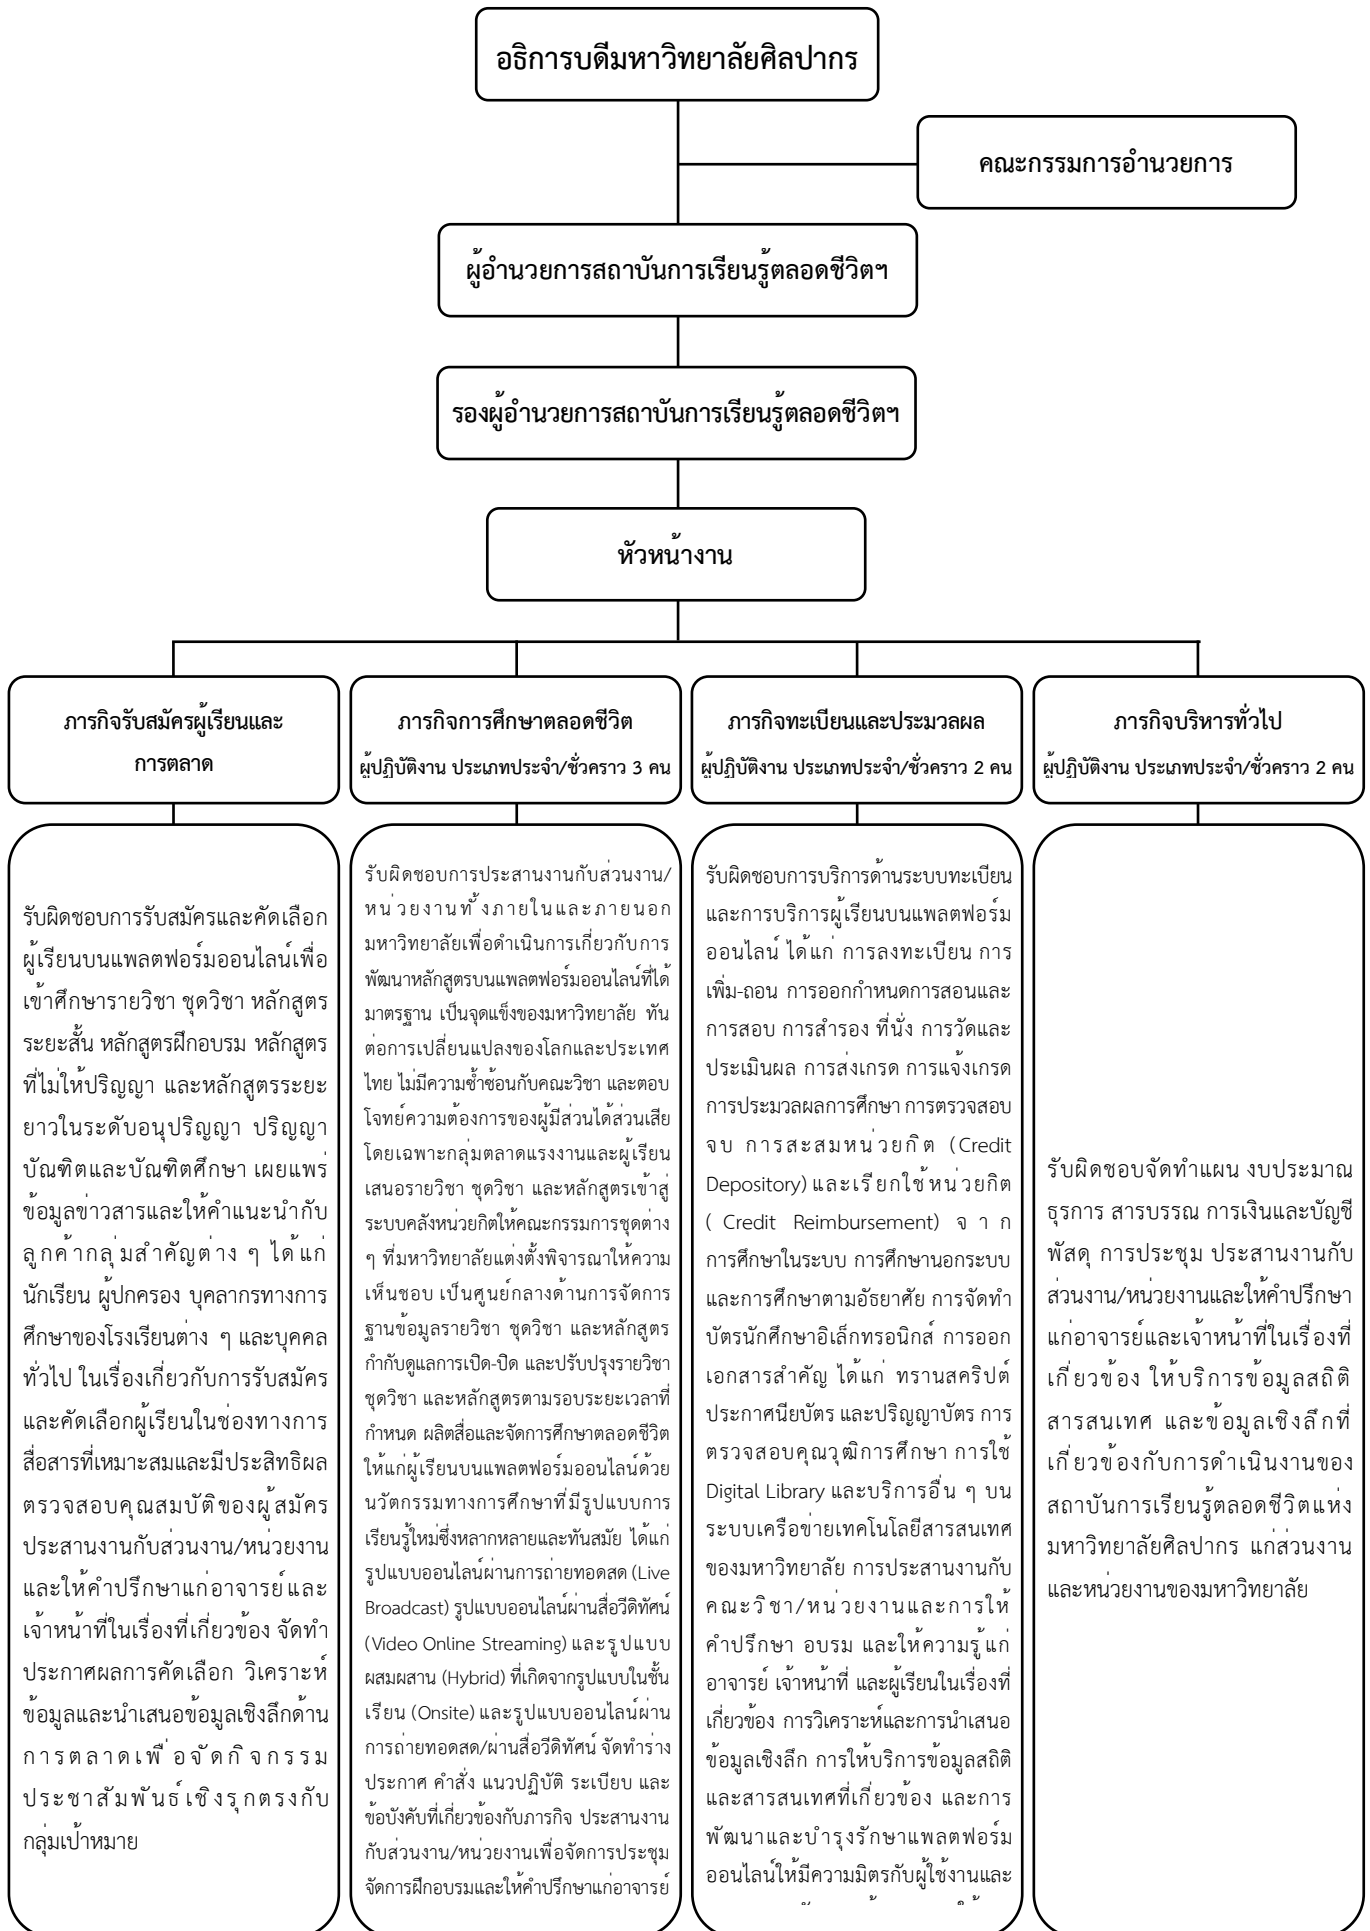 อธิการบดีมหาวิทยาลัยศิลปากร
คณะกรรมการอำนวยการ
ผู้อำนวยการสถาบันการเรียนรู้ตลอดชีวิตฯ
รองผู้อำนวยการสถาบันการเรียนรู้ตลอดชีวิตฯ
หัวหน้างาน
ภารกิจรับสมัครผู้เรียนและ
การตลาด
ภารกิจการศึกษาตลอดชีวิต
ผู้ปฏิบัติงาน ประเภทประจำ/ชั่วคราว 3 คน
ภารกิจทะเบียนและประมวลผล
ผู้ปฏิบัติงาน ประเภทประจำ/ชั่วคราว 2 คน
ภารกิจบริหารทั่วไป
ผู้ปฏิบัติงาน ประเภทประจำ/ชั่วคราว 2 คน
รับผิดชอบการรับสมัครและคัดเลือก
ผู้เรียนบนแพลตฟอร์มออนไลน์เพื่อ
เข้าศึกษารายวิชา ชุดวิชา หลักสูตร
ระยะสั้น หลักสูตรฝึกอบรม หลักสูตร
ที่ไม่ให้ปริญญา และหลักสูตรระยะ
ยาวในระดับอนุปริญญา ปริญญา
บัณฑิตและบัณฑิตศึกษา เผยแพร่
ข้อมูลข่าวสารและให้คำแนะนำกับ
ลูกค้ากลุ่มสำคัญต่าง ๆ ได้แก่
นักเรียน ผู้ปกครอง บุคลากรทางการ
ศึกษาของโรงเรียนต่าง ๆ และบุคคล
ทั่วไป ในเรื่องเกี่ยวกับการรับสมัคร
และคัดเลือกผู้เรียนในช่องทางการ
สื่อสารที่เหมาะสมและมีประสิทธิผล
ตรวจสอบคุณสมบัติของผู้สมัคร
ประสานงานกับส่วนงาน/หน่วยงาน
และให้คำปรึกษาแก่อาจารย์และ
เจ้าหน้าที่ในเรื่องที่เกี่ยวข้อง จัดทำ
ประกาศผลการคัดเลือก วิเคราะห์
ข้อมูลและนำเสนอข้อมูลเชิงลึกด้าน
การตลาดเพื่อจัดกิจกรรม
ประชาสัมพันธ์เชิงรุกตรงกับ
กลุ่มเป้าหมาย
รับผิดชอบการประสานงานกับส่วนงาน/
หน่วยงานทั้งภายในและภายนอก
มหาวิทยาลัยเพื่อดำเนินการเกี่ยวกับการ
พัฒนาหลักสูตรบนแพลตฟอร์มออนไลน์ที่ได้
มาตรฐาน เป็นจุดแข็งของมหาวิทยาลัย ทัน
ต่อการเปลี่ยนแปลงของโลกและประเทศ
ไทย ไม่มีความซ้ำซ้อนกับคณะวิชา และตอบ
โจทย์ความต้องการของผู้มีส่วนได้ส่วนเสีย
โดยเฉพาะกลุ่มตลาดแรงงานและผู้เรียน
เสนอรายวิชา ชุดวิชา และหลักสูตรเข้าสู่
ระบบคลังหน่วยกิตให้คณะกรรมการชุดต่าง
ๆ ที่มหาวิทยาลัยแต่งตั้งพิจารณาให้ความ
เห็นชอบ เป็นศูนย์กลางด้านการจัดการ
ฐานข้อมูลรายวิชา ชุดวิชา และหลักสูตร
กำกับดูแลการเปิด-ปิด และปรับปรุงรายวิชา
ชุดวิชา และหลักสูตรตามรอบระยะเวลาที่
กำหนด ผลิตสื่อและจัดการศึกษาตลอดชีวิต
ให้แก่ผู้เรียนบนแพลตฟอร์มออนไลน์ด้วย
นวัตกรรมทางการศึกษาที่มีรูปแบบการ
เรียนรู้ใหม่ซึ่งหลากหลายและทันสมัย ได้แก่
รูปแบบออนไลน์ผ่านการถ่ายทอดสด (Live
Broadcast) รูปแบบออนไลน์ผ่านสื่อวีดิทัศน์
(Video Online Streaming) และรูปแบบ
ผสมผสาน (Hybrid) ที่เกิดจากรูปแบบในชั้น
เรียน (Onsite) และรูปแบบออนไลน์ผ่าน
การถ่ายทอดสด/ผ่านสื่อวีดิทัศน์ จัดทำร่าง
ประกาศ คำสั่ง แนวปฏิบัติ ระเบียบ และ
ข้อบังคับที่เกี่ยวข้องกับภารกิจ ประสานงาน
กับส่วนงาน/หน่วยงานเพื่อจัดการประชุม
จัดการฝึกอบรมและให้คำปรึกษาแก่อาจารย์
รับผิดชอบการบริการด้านระบบทะเบียน
และการบริการผู้เรียนบนแพลตฟอร์ม
ออนไลน์ ได้แก่ การลงทะเบียน การ
เพิ่ม-ถอน การออกกำหนดการสอนและ
การสอบ การสำรอง ที่นั่ง การวัดและ
ประเมินผล การส่งเกรด การแจ้งเกรด
การประมวลผลการศึกษา การตรวจสอบ
จบ การสะสมหน่วยกิต (Credit
Depository) และเรียกใช้หน่วยกิต
( Credit Reimbursement) จาก
การศึกษาในระบบ การศึกษานอกระบบ
และการศึกษาตามอัธยาศัย การจัดทำ
บัตรนักศึกษาอิเล็กทรอนิกส์ การออก
เอกสารสำคัญ ได้แก่ ทรานสคริปต์
ประกาศนียบัตร และปริญญาบัตร การ
ตรวจสอบคุณวุฒิการศึกษา การใช้
Digital Library และบริการอื่น ๆ บน
ระบบเครือข่ายเทคโนโลยีสารสนเทศ
ของมหาวิทยาลัย การประสานงานกับ
คณะวิชา/หน่วยงานและการให้
คำปรึกษา อบรม และให้ความรู้แก่
อาจารย์ เจ้าหน้าที่ และผู้เรียนในเรื่องที่
เกี่ยวข้อง การวิเคราะห์และการนำเสนอ
ข้อมูลเชิงลึก การให้บริการข้อมูลสถิติ
และสารสนเทศที่เกี่ยวข้อง และการ
พัฒนาและบำรุงรักษาแพลตฟอร์ม
ออนไลน์ให้มีความมิตรกับผู้ใช้งานและ
รับผิดชอบจัดทำแผน งบประมาณ
ธุรการ สารบรรณ การเงินและบัญชี
พัสดุ การประชุม ประสานงานกับ
ส่วนงาน/หน่วยงานและให้คำปรึกษา
แก่อาจารย์และเจ้าหน้าที่ในเรื่องที่
เกี่ยวข้อง ให้บริการข้อมูลสถิติ
สารสนเทศ และข้อมูลเชิงลึกที่
เกี่ยวข้องกับการดำเนินงานของ
สถาบันการเรียนรู้ตลอดชีวิตแห่ง
มหาวิทยาลัยศิลปากร แก่ส่วนงาน
และหน่วยงานของมหาวิทยาลัย